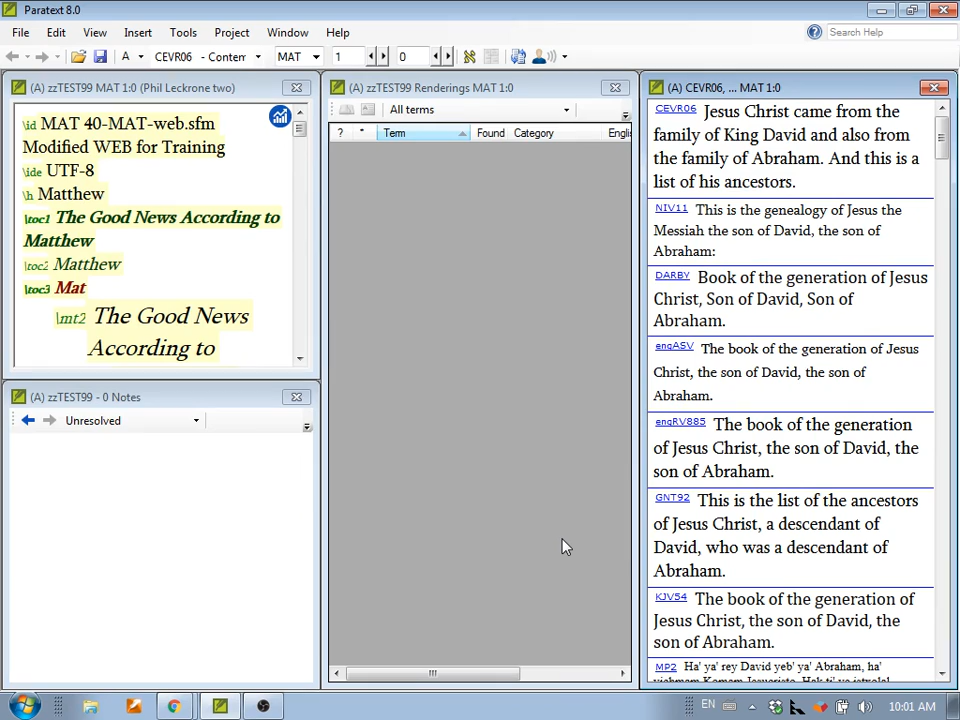 Paratext 8.0
File Edit View Insert Tools Project Window Help
Search Help
A CEVR06 - Conten MAT 1 0
(A) zzTEST99 MAT 1:0 (Phil Leckrone two)
\id MAT 40-MAT-web.sfm
Modified WEB for Training
\ide UTF-8
\h Matthew
\toc1 The Good News According to
Matthew
\toc2 Matthew
\toc3 Mat
\mt2 The Good News
According to
(A) zzTEST99 - 0 Notes
Unresolved
(A) zzTEST99 Renderings MAT 1:0
All terms
? * Term Found Category Englis
(A) CEVR06, ... MAT 1:0
CEVR06 Jesus Christ came from the
family of King David and also from
the family of Abraham. And this is a
list of his ancestors.
NIV11 This is the genealogy of Jesus the
Messiah the son of David, the son of
Abraham:
DARBY Book of the generation of Jesus
Christ, Son of David, Son of
Abraham.
engASV The book of the generation of Jesus
Christ, the son of David, the son of
Abraham.
engRV885 The book of the generation
of Jesus Christ, the son of David, the
son of Abraham.
GNT92 This is the list of the ancestors
of Jesus Christ, a descendant of
David, who was a descendant of
Abraham.
KJV54 The book of the generation of
Jesus Christ, the son of David, the
son of Abraham.
MP2 Ha' ya' rey David yeb' ya' Abraham, ha'
EN
10:01 AM